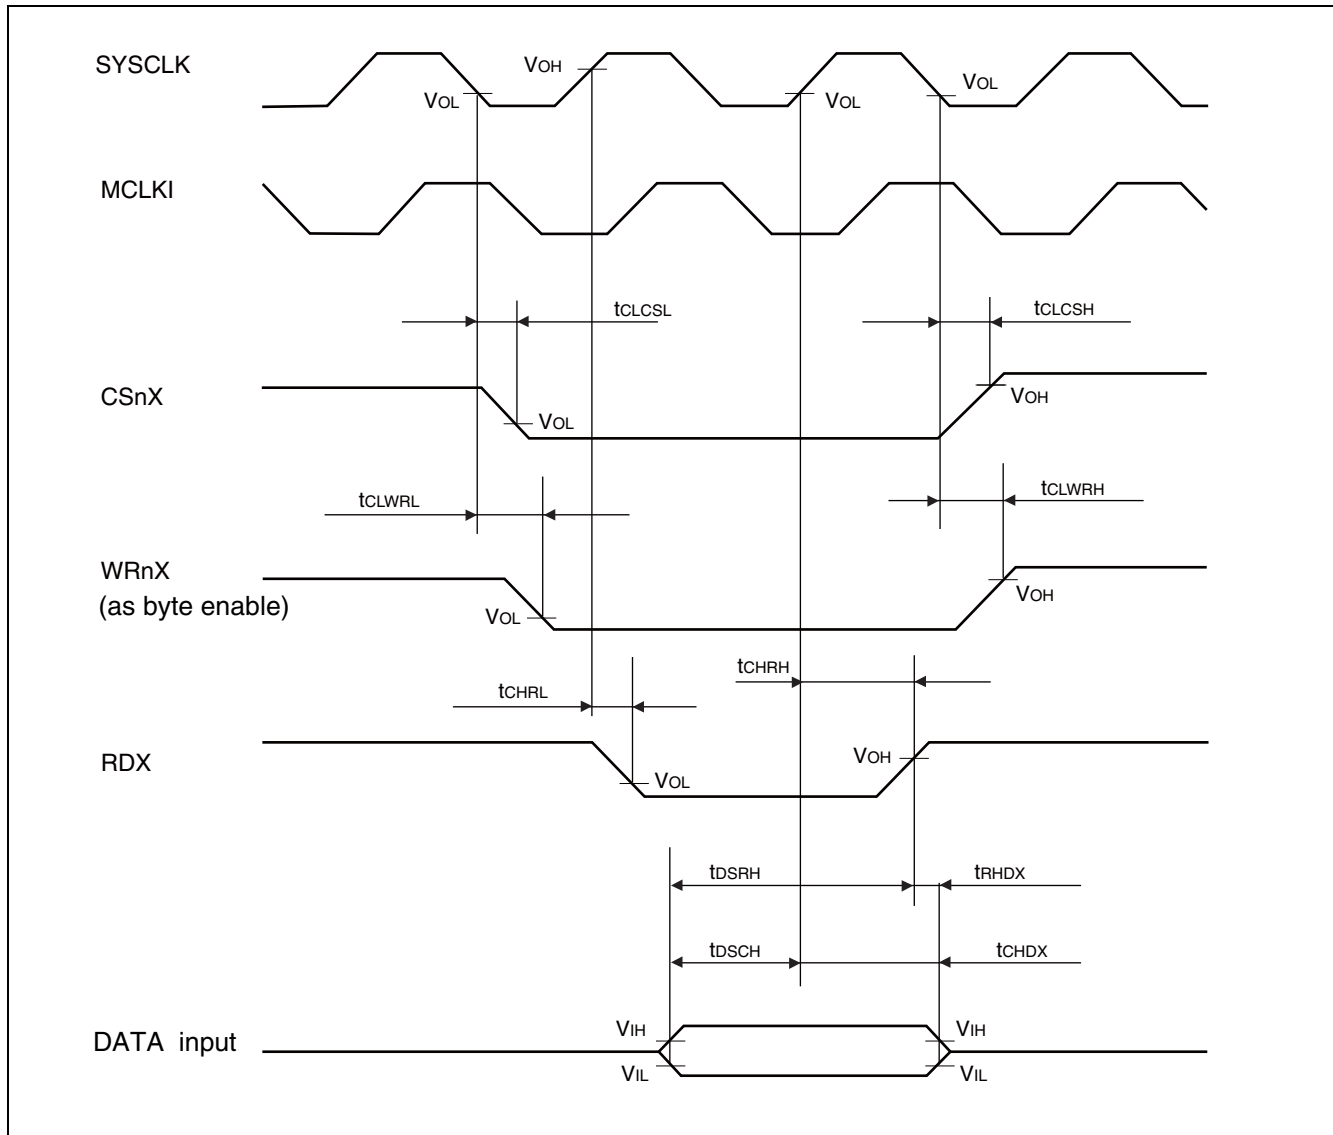 SYSCLK
VOH
VOL
VOL
VOL
MCLKI
tCLCSL
tCLCSH
CSnX
VOL
VOH
tCLWRL
tCLWRH
WRnX
(as byte enable)
VOL
VOH
tCHRL
tCHRH
RDX
VOL
VOH
tDSRH
tRHDX
tDSCH
tCHDX
DATA input
VIH
VIH
VIL
VIL